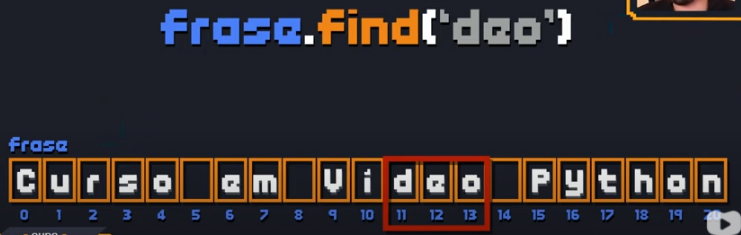 frase.find('deo')
frase
Curso em Video Python
0 1 2 3 4 5 6 7 8 9 10 11 12 13 14 15 16 17 18 19 20